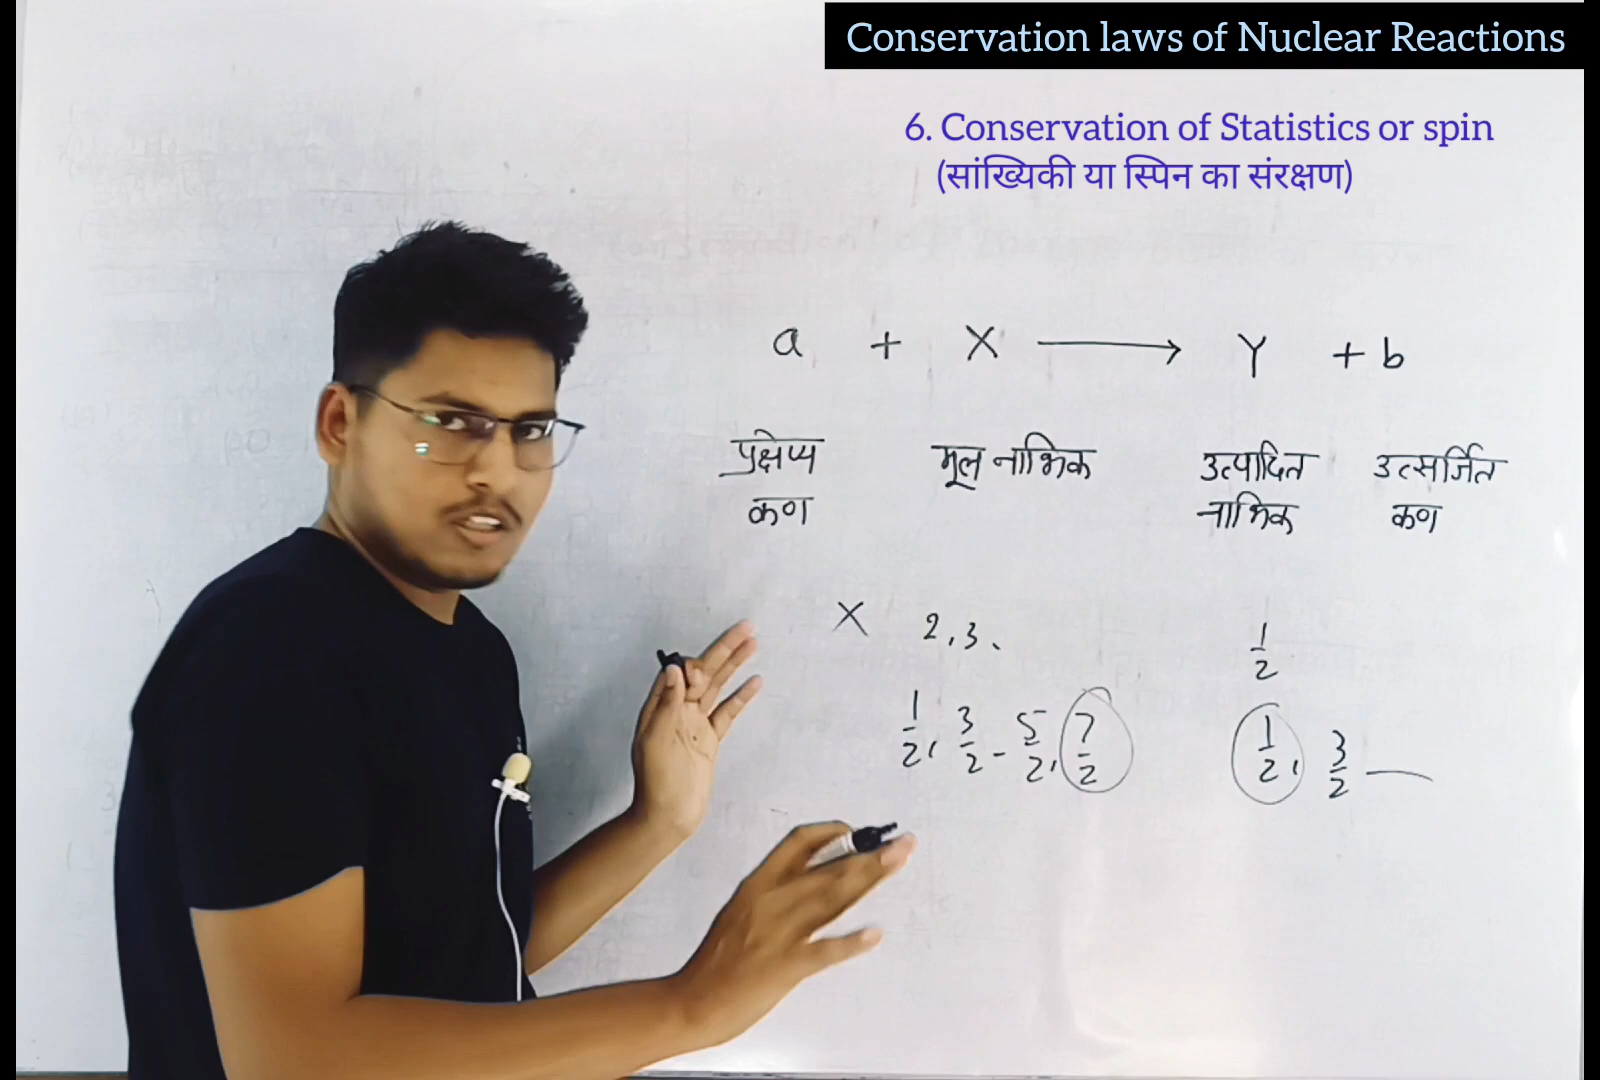 Conservation laws of Nuclear Reactions
6. Conservation of Statistics or spin
(सांख्यिकी या स्पिन का संरक्षण)
a + X ⟶ Y + b
प्रक्षेप्य कण
मूल नाभिक
उत्पादित नाभिक
उत्सर्जित कण
X 2, 3,
1/2
1/2, 3/2 - 5/2, 7/2
1/2, 3/2 —